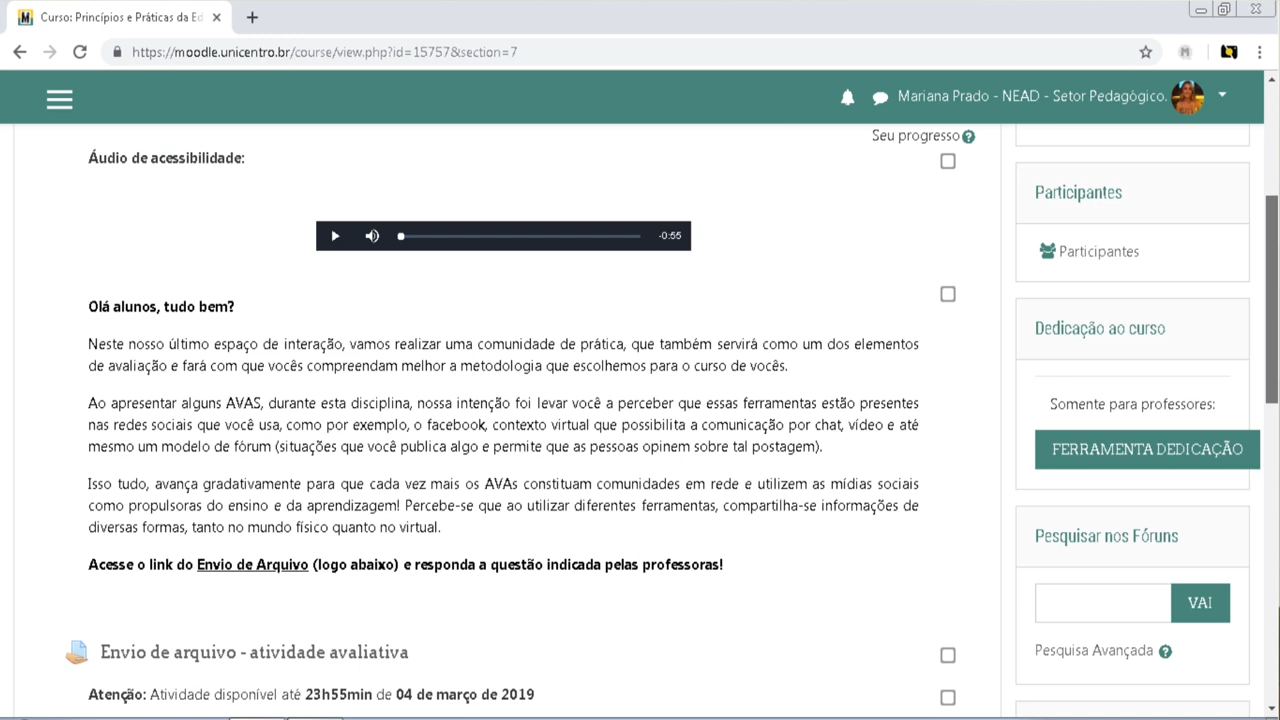 Curso: Princípios e Práticas da Ed
https://moodle.unicentro.br/course/view.php?id=15757&section=7
Mariana Prado - NEAD - Setor Pedagógico.
Seu progresso
Áudio de acessibilidade:
-0:55
Olá alunos, tudo bem?
Neste nosso último espaço de interação, vamos realizar uma comunidade de prática, que também servirá como um dos elementos
de avaliação e fará com que vocês compreendam melhor a metodologia que escolhemos para o curso de vocês.
Ao apresentar alguns AVAS, durante esta disciplina, nossa intenção foi levar você a perceber que essas ferramentas estão presentes
nas redes sociais que você usa, como por exemplo, o facebook, contexto virtual que possibilita a comunicação por chat, vídeo e até
mesmo um modelo de fórum (situações que você publica algo e permite que as pessoas opinem sobre tal postagem).
Isso tudo, avança gradativamente para que cada vez mais os AVAs constituam comunidades em rede e utilizem as mídias sociais
como propulsoras do ensino e da aprendizagem! Percebe-se que ao utilizar diferentes ferramentas, compartilha-se informações de
diversas formas, tanto no mundo físico quanto no virtual.
Acesse o link do Envio de Arquivo (logo abaixo) e responda a questão indicada pelas professoras!
Envio de arquivo - atividade avaliativa
Atenção: Atividade disponível até 23h55min de 04 de março de 2019
Participantes
Participantes
Dedicação ao curso
Somente para professores:
FERRAMENTA DEDICAÇÃO
Pesquisar nos Fóruns
VAI
Pesquisa Avançada